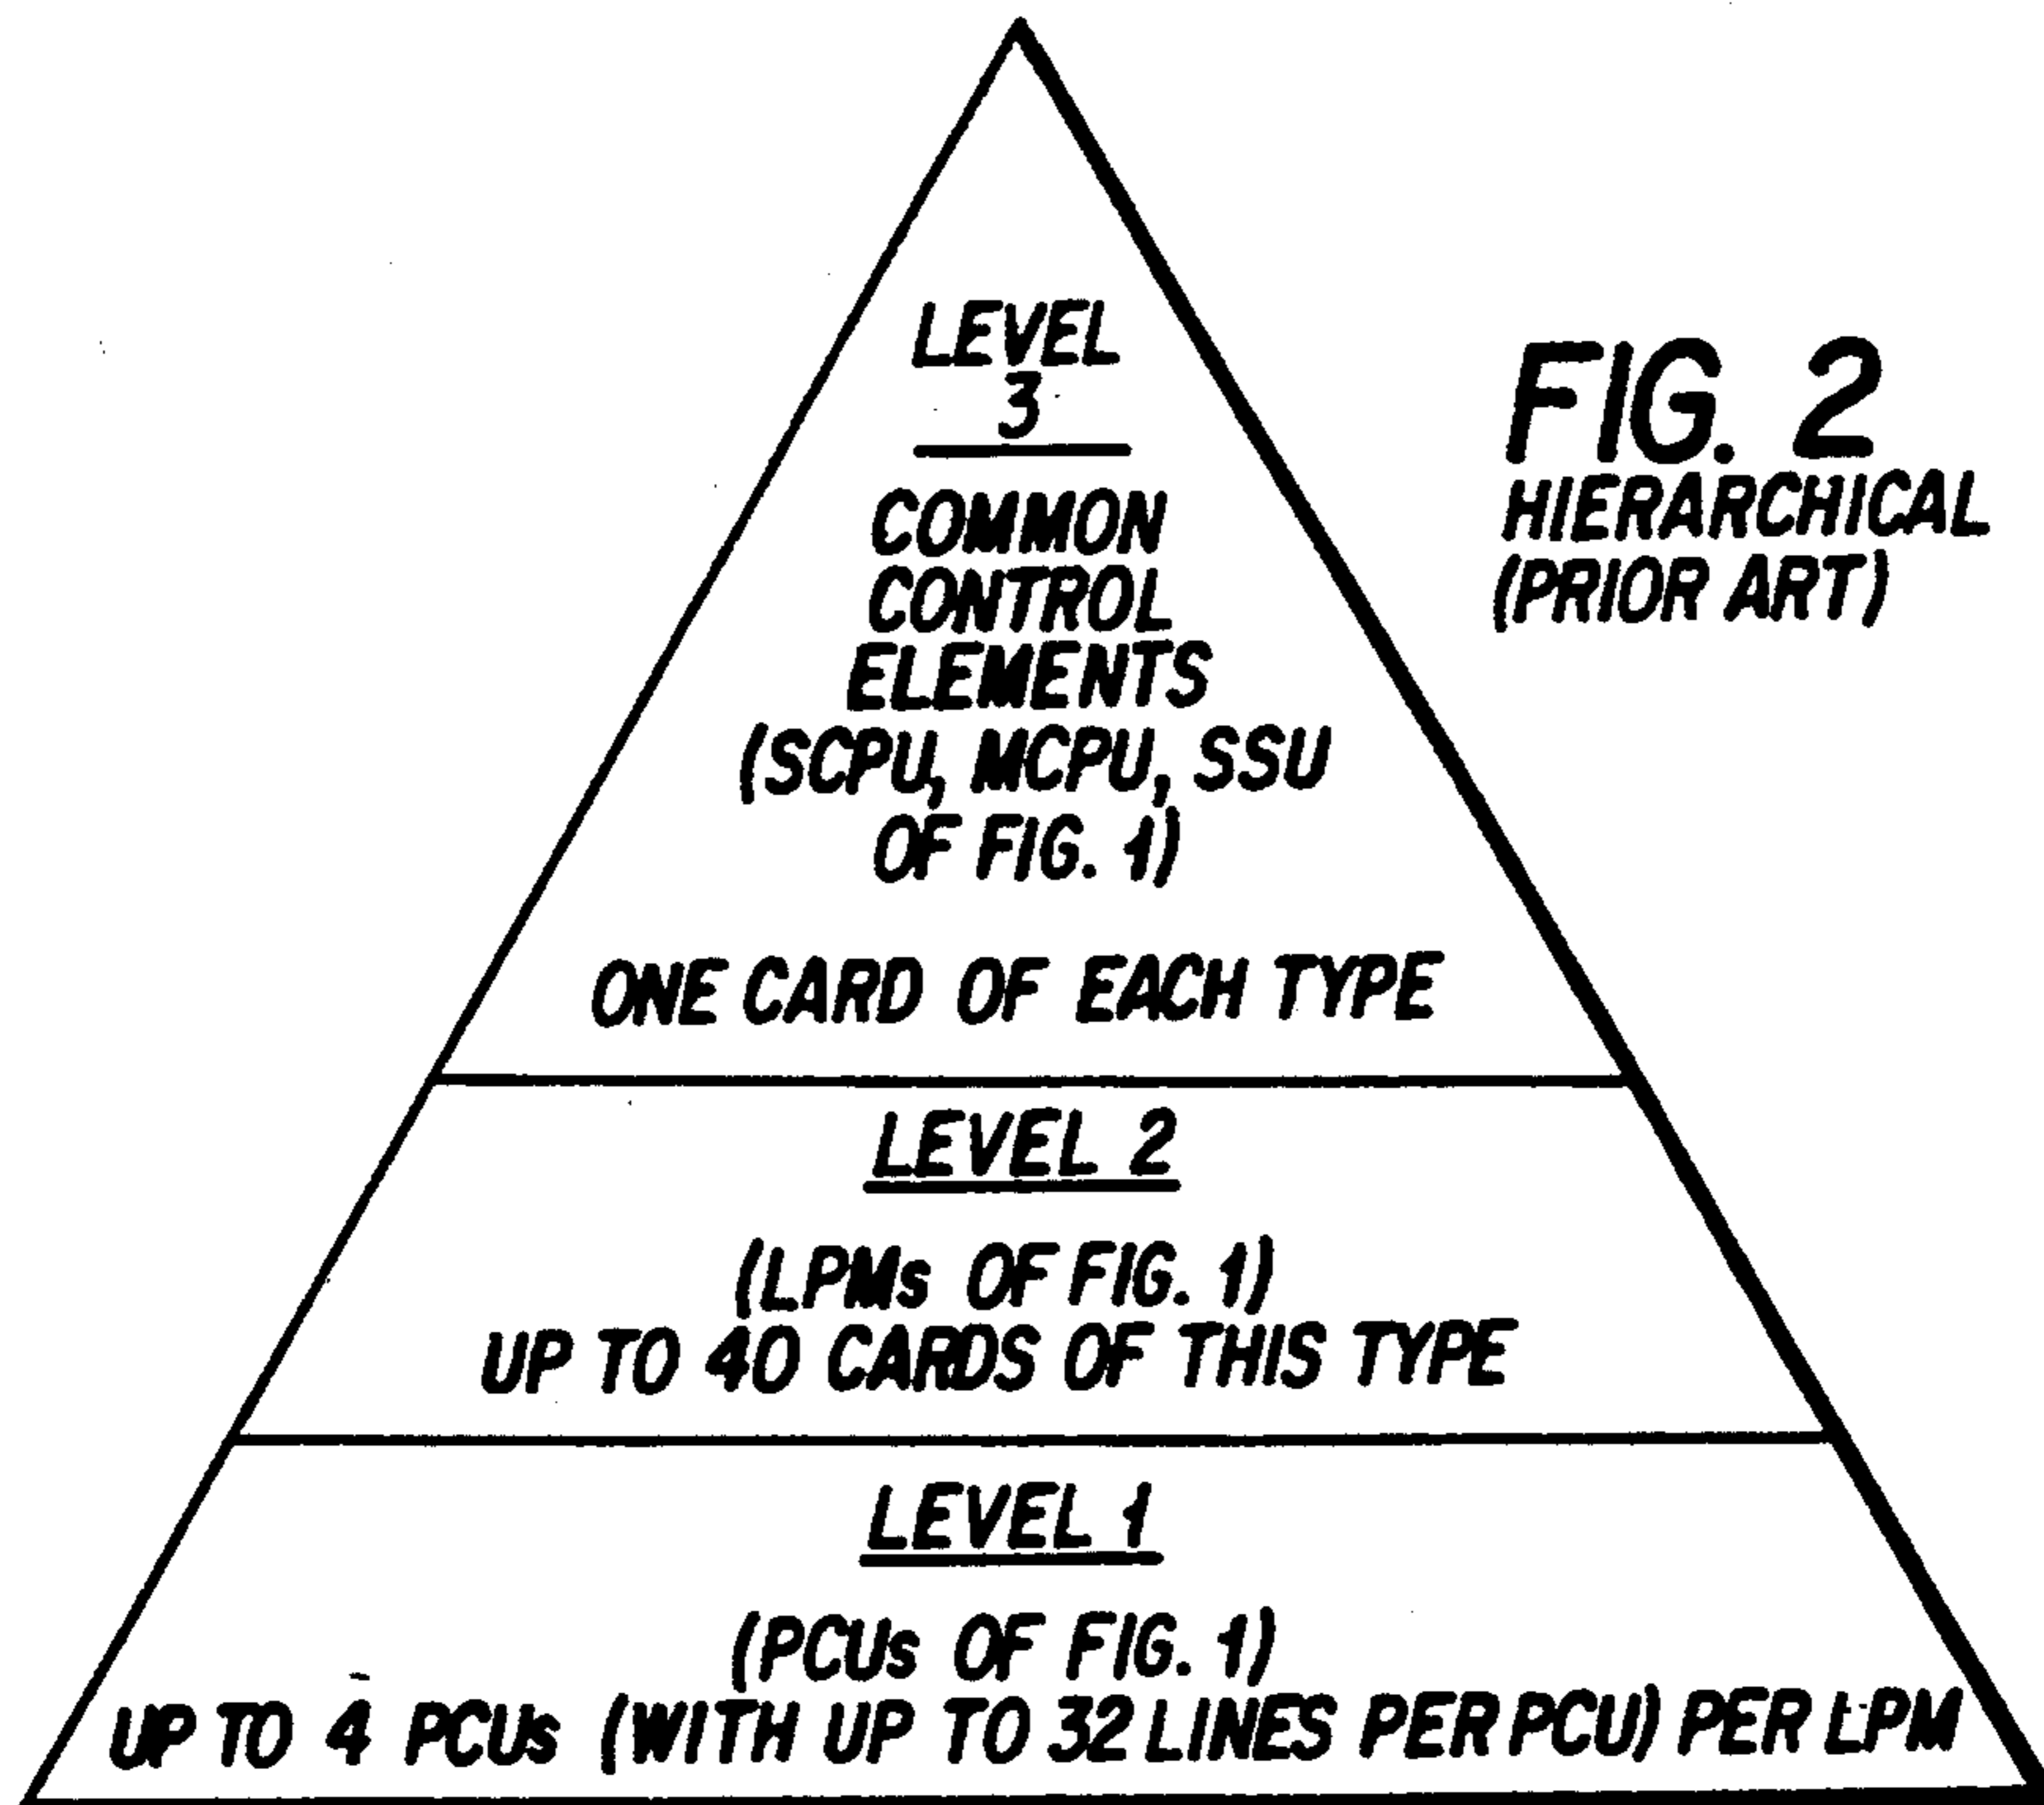 LEVEL
3
COMMON
CONTROL
ELEMENTS
(SCPU, MCPU, SSU
OF FIG. 1)
ONE CARD OF EACH TYPE
FIG. 2
HIERARCHICAL
(PRIOR ART)
LEVEL 2
(LPMs OF FIG. 1)
UP TO 40 CARDS OF THIS TYPE
LEVEL 1
(PCUs OF FIG. 1)
UP TO 4 PCUs (WITH UP TO 32 LINES PER PCU) PER LPM